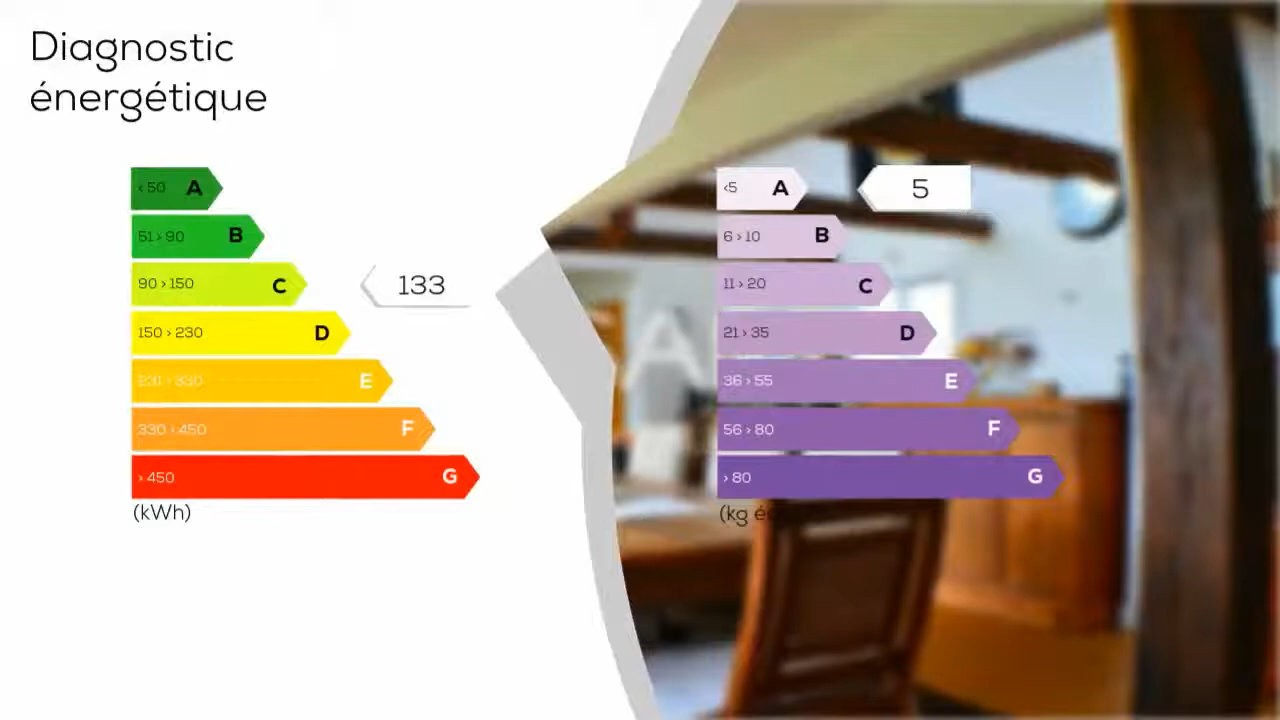 Diagnostic
énergétique
< 50 A
51 > 90 B
90 > 150 C
133
150 > 230 D
231 > 330 E
330 > 450 F
> 450 G
(kWh)
<5 A
5
6 > 10 B
11 > 20 C
21 > 35 D
36 > 55 E
56 > 80 F
> 80 G
(kg